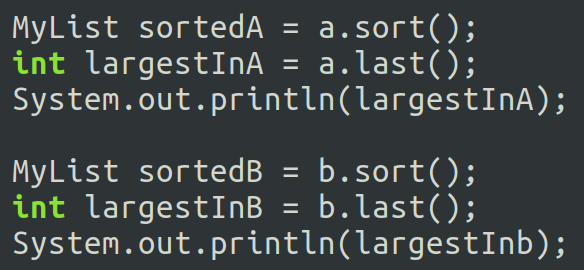 MyList sortedA = a.sort();
int largestInA = a.last();
System.out.println(largestInA);
MyList sortedB = b.sort();
int largestInB = b.last();
System.out.println(largestInb);